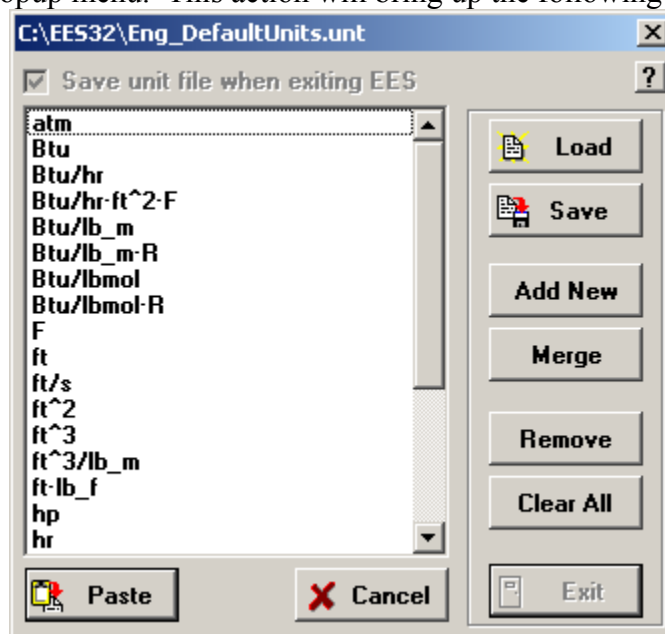 opup menu. This action will bring up the following
C:\EES32\Eng_DefaultUnits.unt
Save unit file when exiting EES
?
atm
Btu
Btu/hr
Btu/hr-ft^2-F
Btu/lb_m
Btu/lb_m-R
Btu/lbmol
Btu/lbmol-R
F
ft
ft/s
ft^2
ft^3
ft^3/lb_m
ft-lb_f
hp
hr
Load
Save
Add New
Merge
Remove
Clear All
Paste
Cancel
Exit